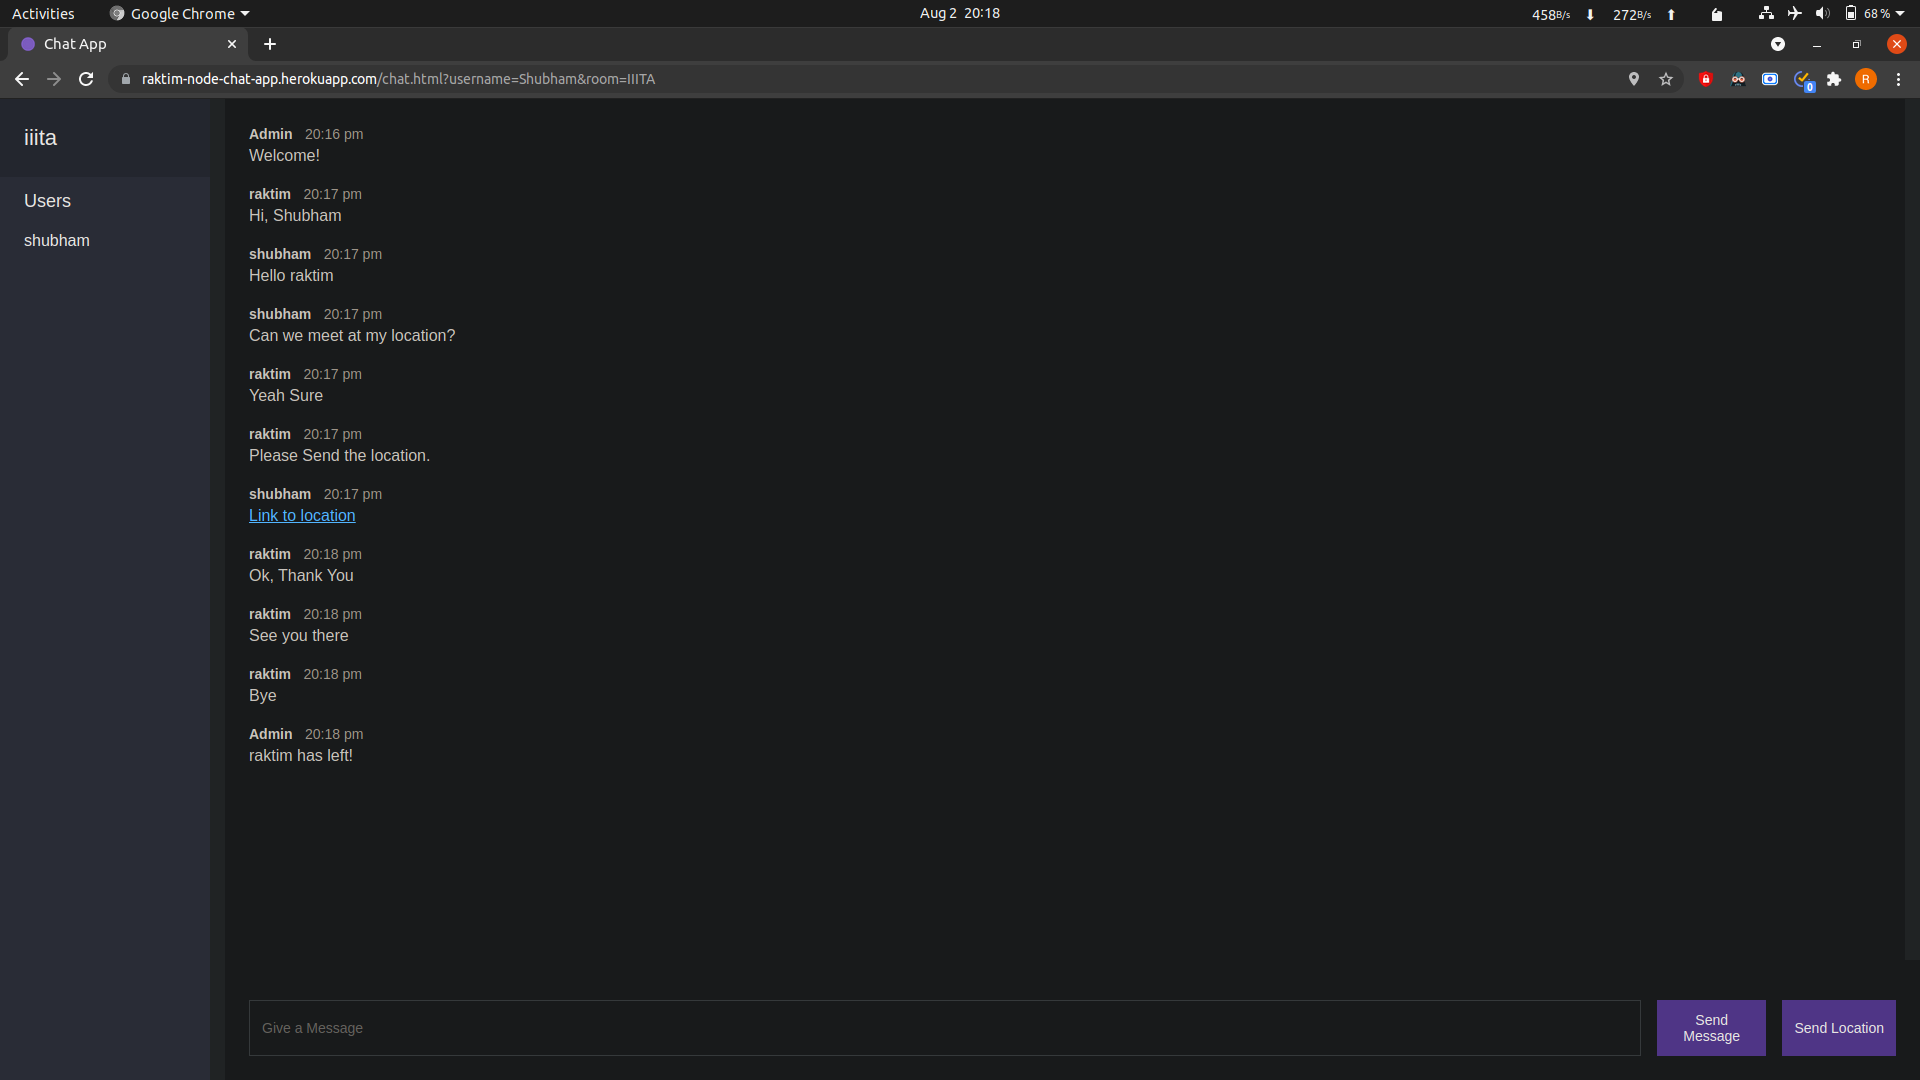 Activities
Google Chrome
Aug 2 20:18
458B/s
272B/s
68 %
Chat App
raktim-node-chat-app.herokuapp.com/chat.html?username=Shubham&room=IIITA
0
R
iiita
Users
shubham
Admin 20:16 pm
Welcome!
raktim 20:17 pm
Hi, Shubham
shubham 20:17 pm
Hello raktim
shubham 20:17 pm
Can we meet at my location?
raktim 20:17 pm
Yeah Sure
raktim 20:17 pm
Please Send the location.
shubham 20:17 pm
Link to location
raktim 20:18 pm
Ok, Thank You
raktim 20:18 pm
See you there
raktim 20:18 pm
Bye
Admin 20:18 pm
raktim has left!
Give a Message
Send
Message
Send Location